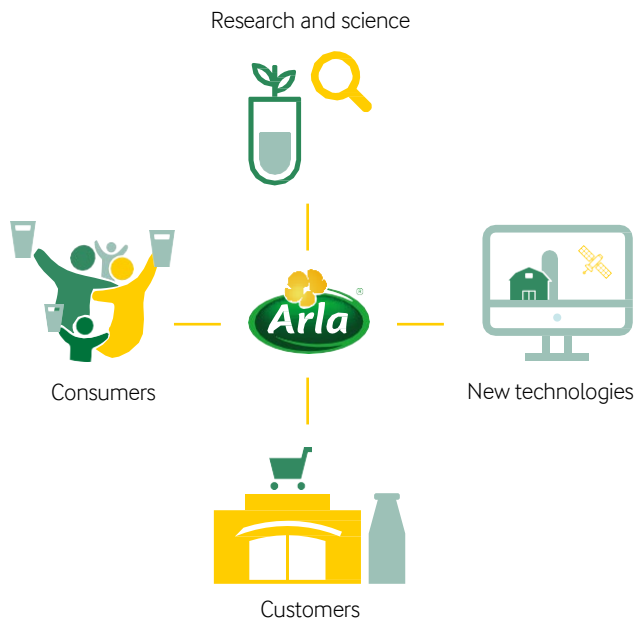 Research and science
Arla
®
Consumers
New technologies
Customers